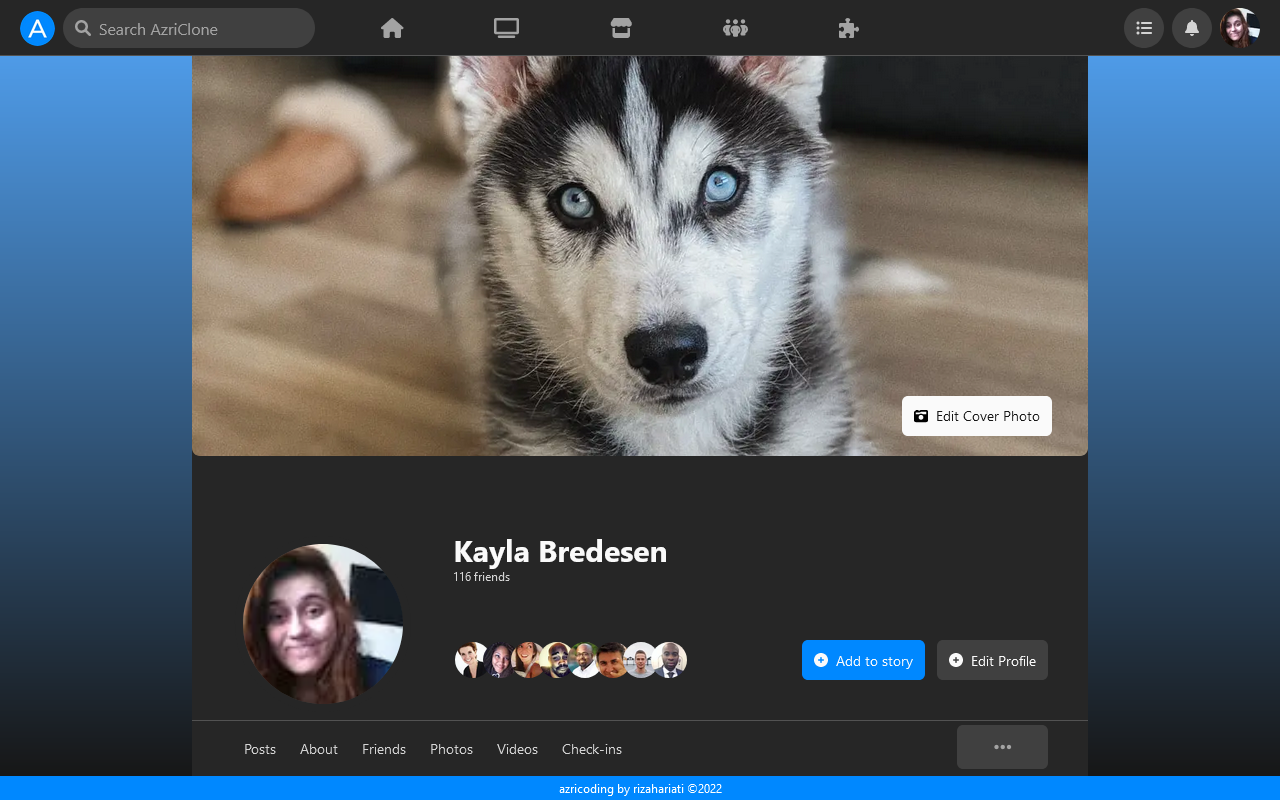 A Search AzriClone
Edit Cover Photo
Kayla Bredesen
116 friends
Add to story Edit Profile
Posts About Friends Photos Videos Check-ins
azricoding by rizahariati ©2022